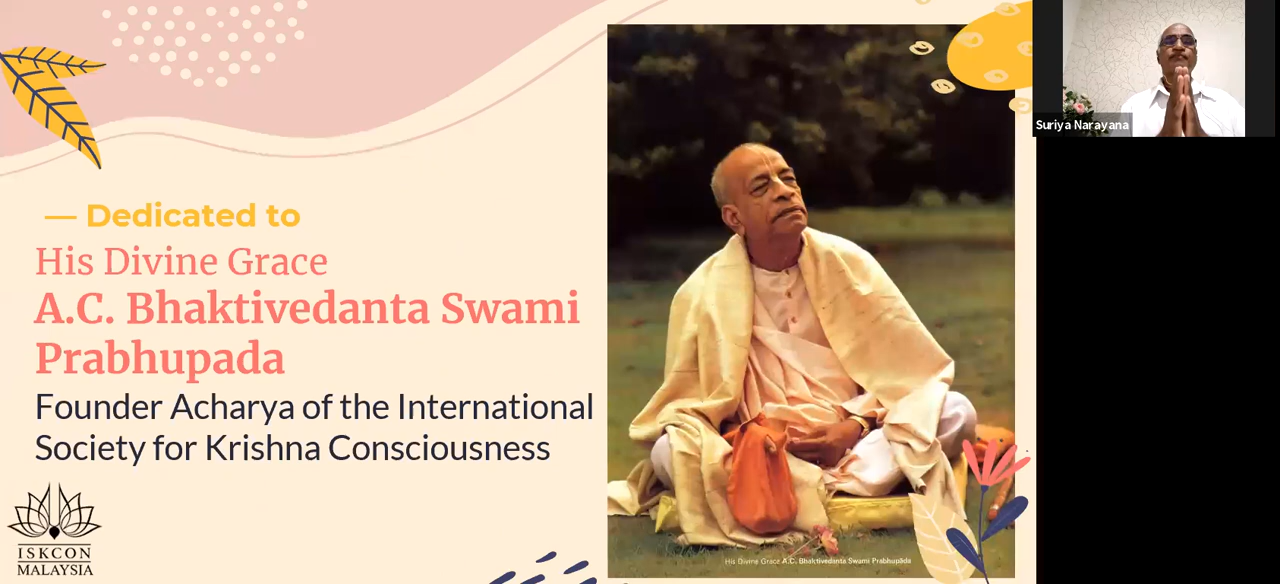 — Dedicated to
His Divine Grace
A.C. Bhaktivedanta Swami
Prabhupada
Founder Acharya of the International
Society for Krishna Consciousness
ISKCON
MALAYSIA
His Divine Grace A.C. Bhaktivedanta Swami Prabhupāda
Suriya Narayana